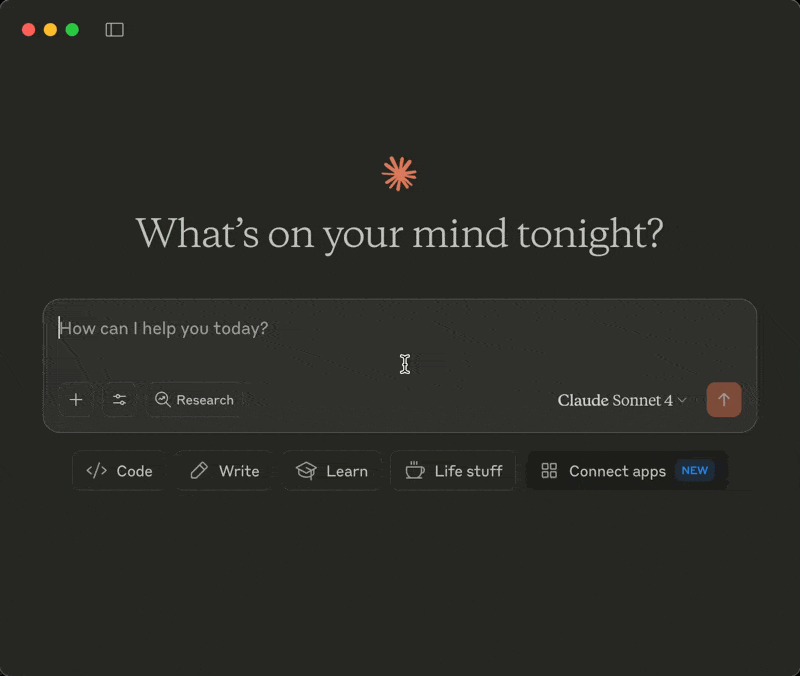 What's on your mind tonight?
How can I help you today?
Research
Claude Sonnet 4
Code
Write
Learn
Life stuff
Connect apps NEW